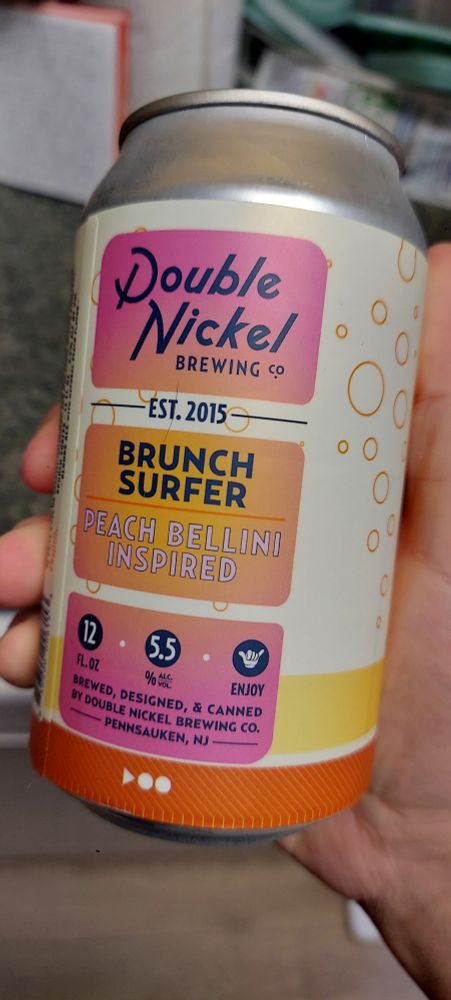 Double
Nickel
BREWING CO
EST. 2015
BRUNCH
SURFER
PEACH BELLINI
INSPIRED
12
FL. OZ
5.5
% ALC. VOL.
ENJOY
BREWED, DESIGNED, & CANNED
BY DOUBLE NICKEL BREWING CO.
PENNSAUKEN, NJ